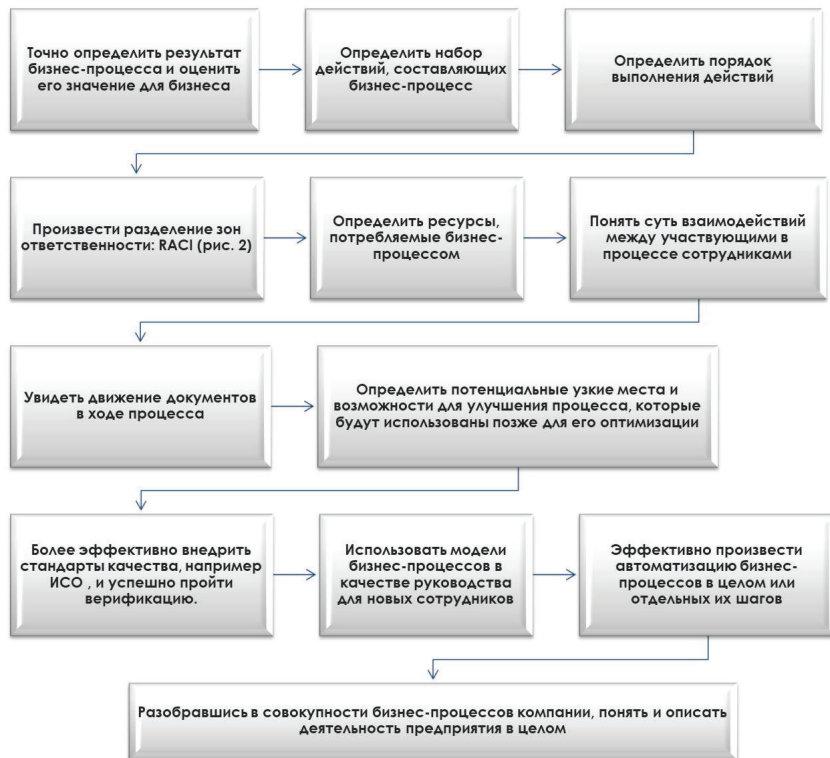 Точно определить результат
бизнес-процесса и оценить
его значение для бизнеса
Определить набор
действий, составляющих
бизнес-процесс
Определить порядок
выполнения действий
Произвести разделение зон
ответственности: RACI (рис. 2)
Определить ресурсы,
потребляемые бизнес-
процессом
Понять суть взаимодействий
между участвующими в
процессе сотрудниками
Увидеть движение документов
в ходе процесса
Определить потенциальные узкие места и
возможности для улучшения процесса, которые
будут использованы позже для его оптимизации
Более эффективно внедрить
стандарты качества, например
ИСО , и успешно пройти
верификацию.
Использовать модели
бизнес-процессов в
качестве руководства
для новых сотрудников
Эффективно произвести
автоматизацию бизнес-
процессов в целом или
отдельных их шагов
Разобравшись в совокупности бизнес-процессов компании, понять и описать
деятельность предприятия в целом